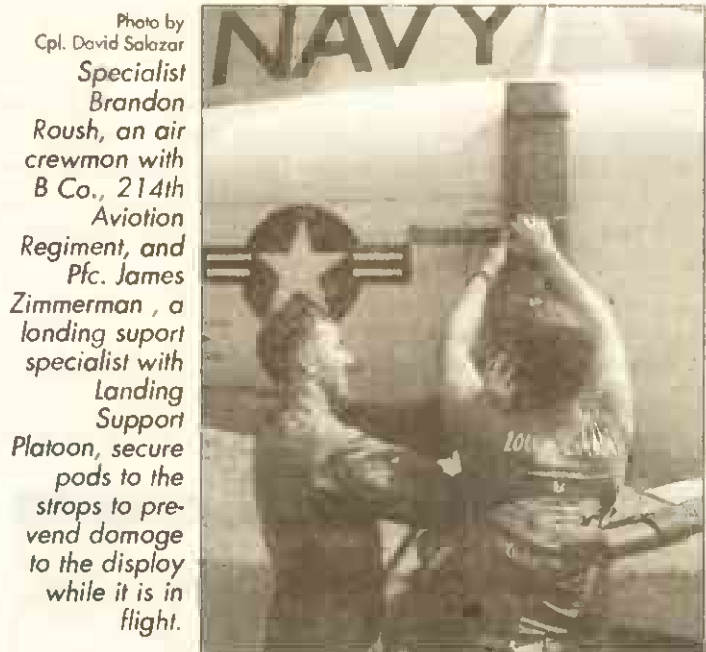 Photo by
Cpl. David Salazar
Specialist
Brandon
Roush, an air
crewmon with
B Co., 214th
Aviotion
Regiment, and
Pfc. James
Zimmerman , a
londing suport
specialist with
Landing
Support
Platoon, secure
pods to the
strops to pre-
vend domoge
to the disploy
while it is in
flight.
NAVY